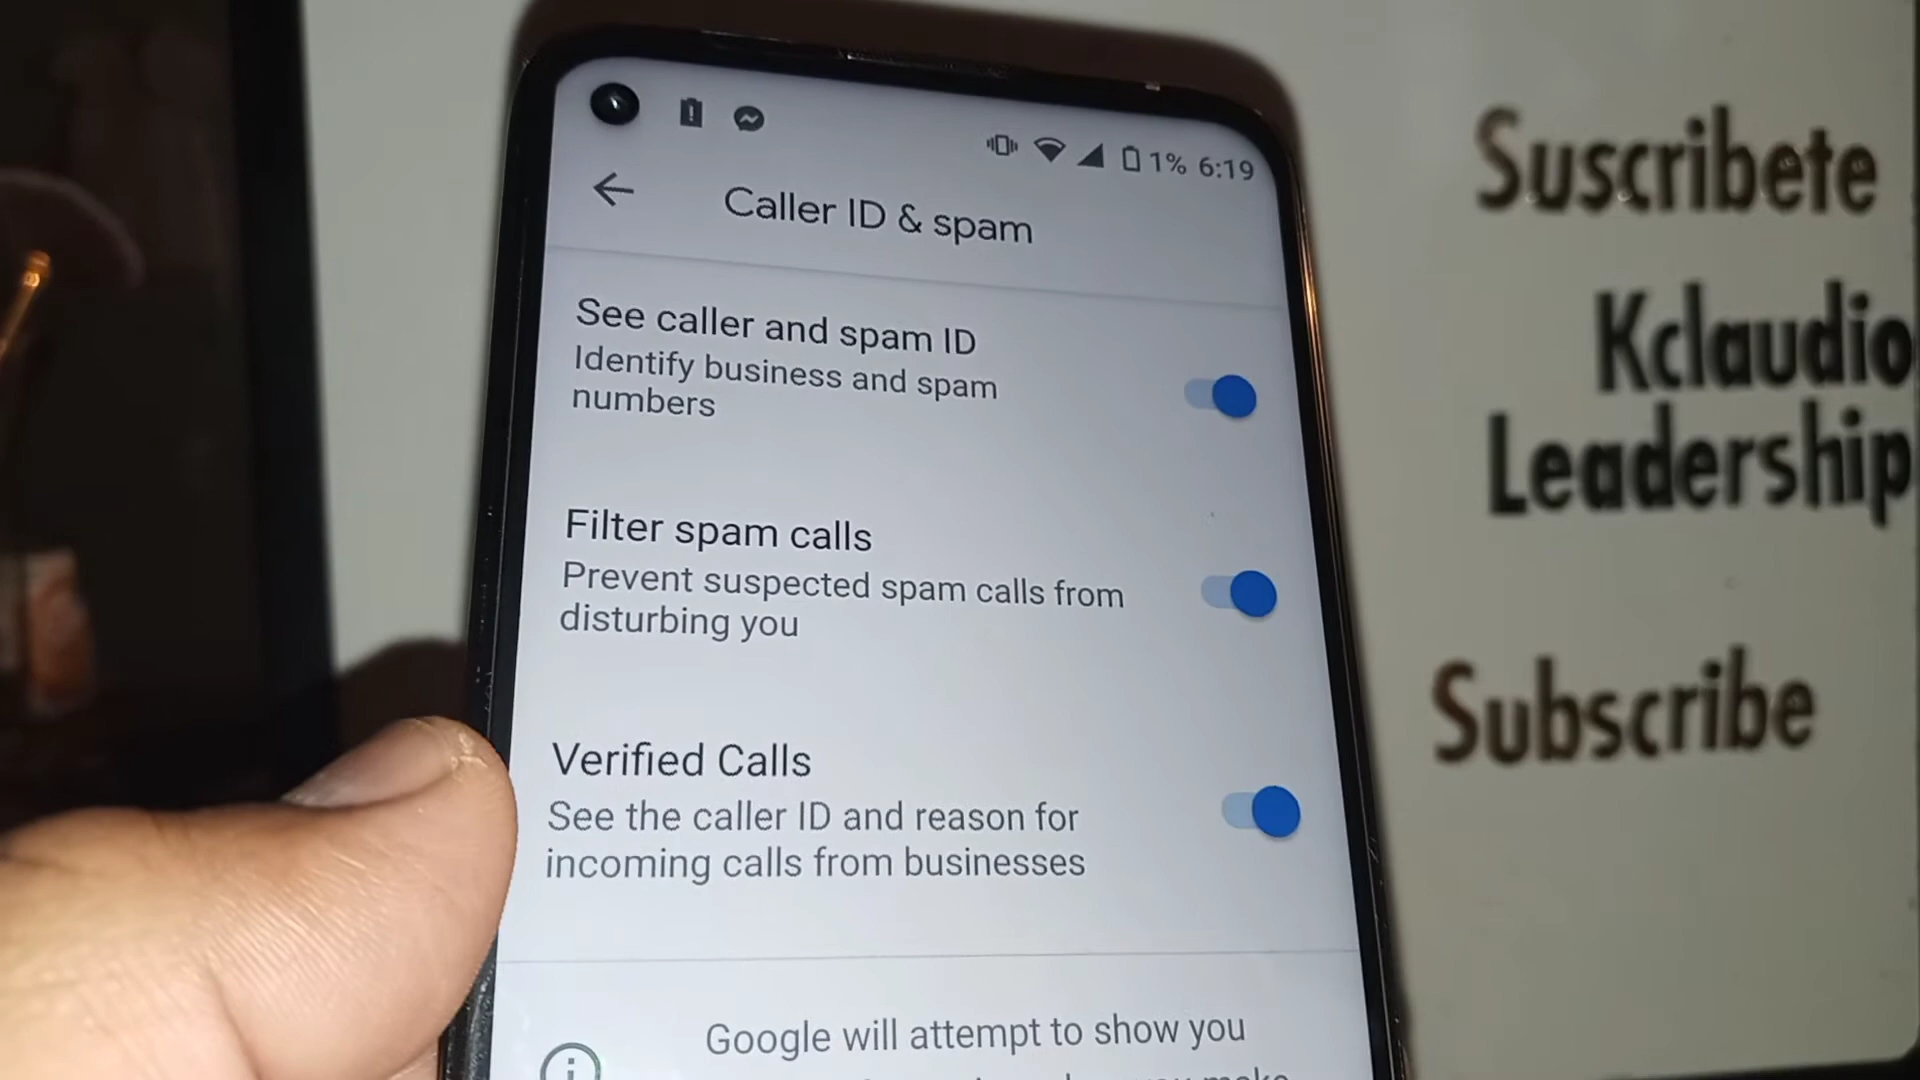 1% 6:19
Caller ID & spam
See caller and spam ID
Identify business and spam
numbers
Filter spam calls
Prevent suspected spam calls from
disturbing you
Verified Calls
See the caller ID and reason for
incoming calls from businesses
Google will attempt to show you
Suscribete
Kclaudio
Leadership
Subscribe